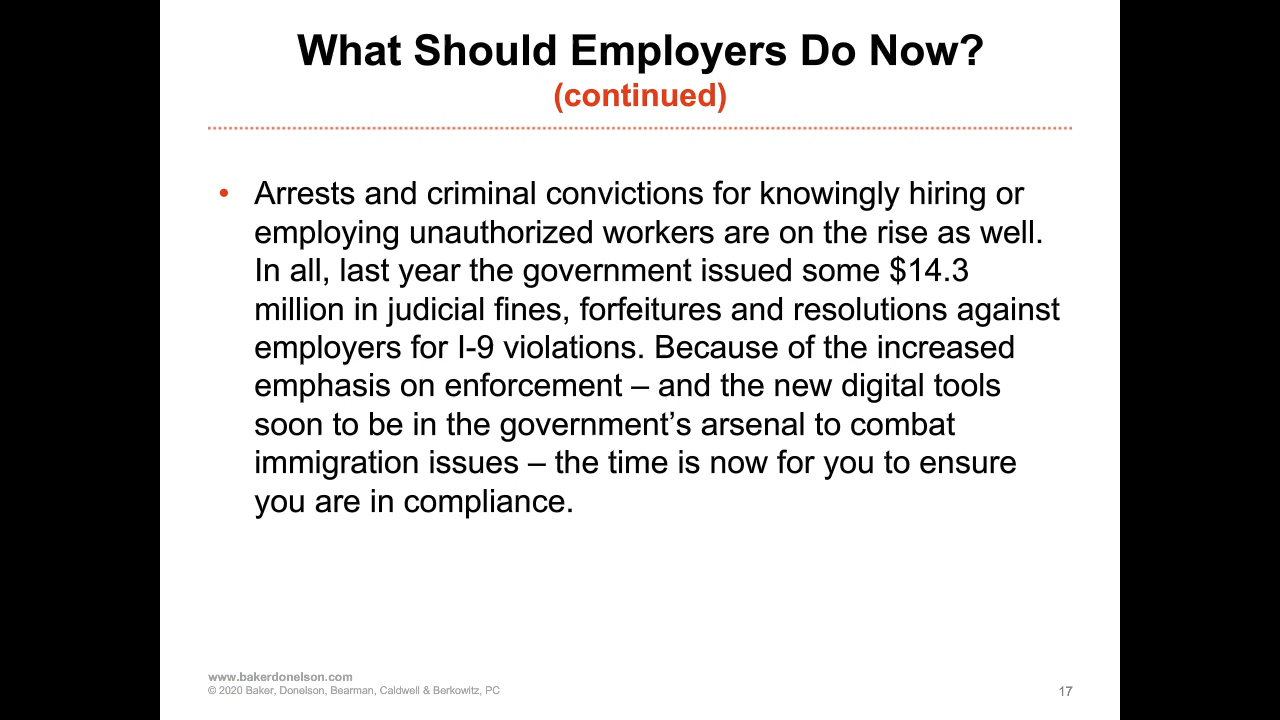 What Should Employers Do Now?
(continued)
• Arrests and criminal convictions for knowingly hiring or
employing unauthorized workers are on the rise as well.
In all, last year the government issued some $14.3
million in judicial fines, forfeitures and resolutions against
employers for I-9 violations. Because of the increased
emphasis on enforcement – and the new digital tools
soon to be in the government’s arsenal to combat
immigration issues – the time is now for you to ensure
you are in compliance.
www.bakerdonelson.com
© 2020 Baker, Donelson, Bearman, Caldwell & Berkowitz, PC
17